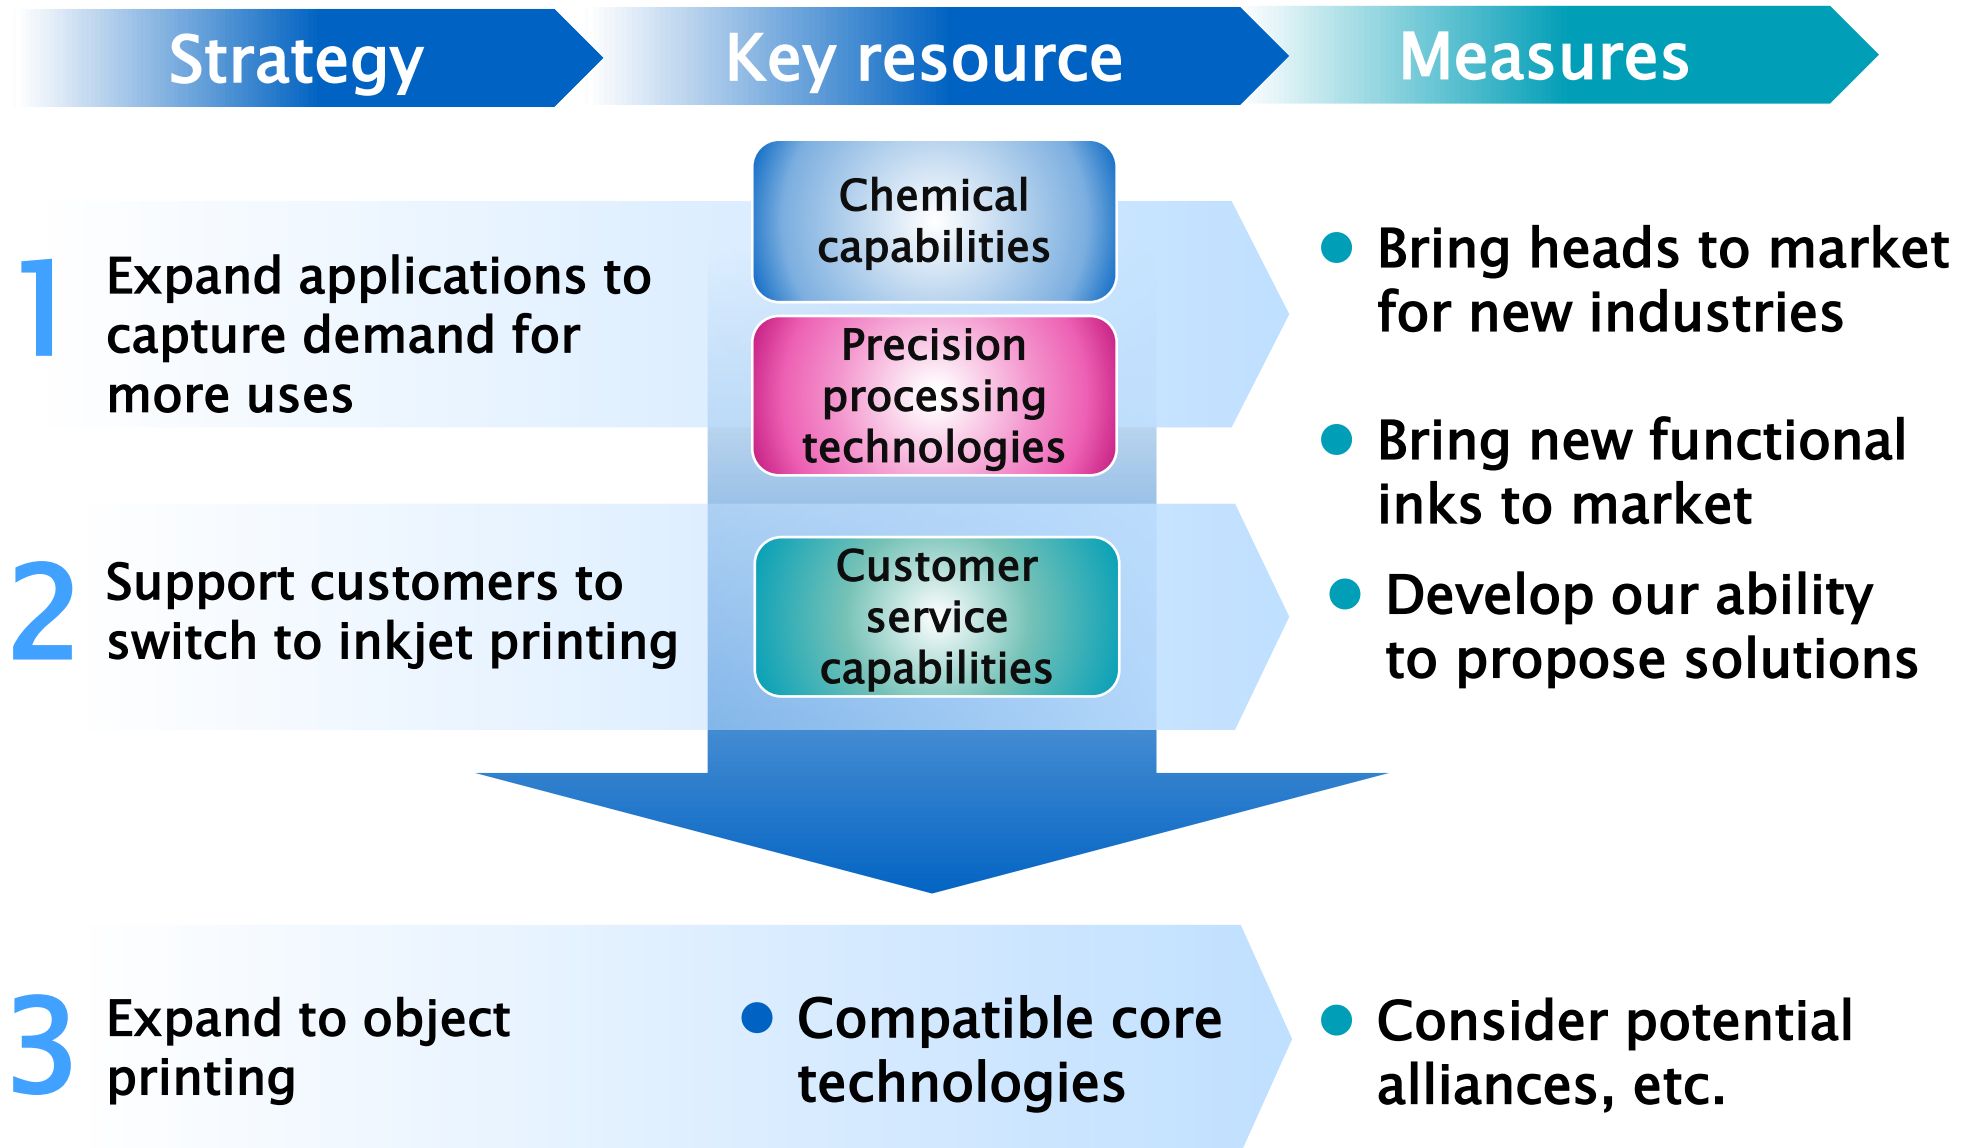 Strategy
Key resource
Measures
1
Expand applications to
capture demand for
more uses
Chemical
capabilities
Precision
processing
technologies
● Bring heads to market
for new industries
● Bring new functional
inks to market
2
Support customers to
switch to inkjet printing
Customer
service
capabilities
● Develop our ability
to propose solutions
3
Expand to object
printing
● Compatible core
technologies
● Consider potential
alliances, etc.